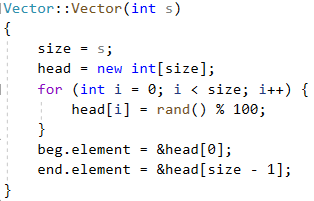 Vector::Vector(int s)
{
    size = s;
    head = new int[size];
    for (int i = 0; i < size; i++) {
        head[i] = rand() % 100;
    }
    beg.element = &head[0];
    end.element = &head[size - 1];
}